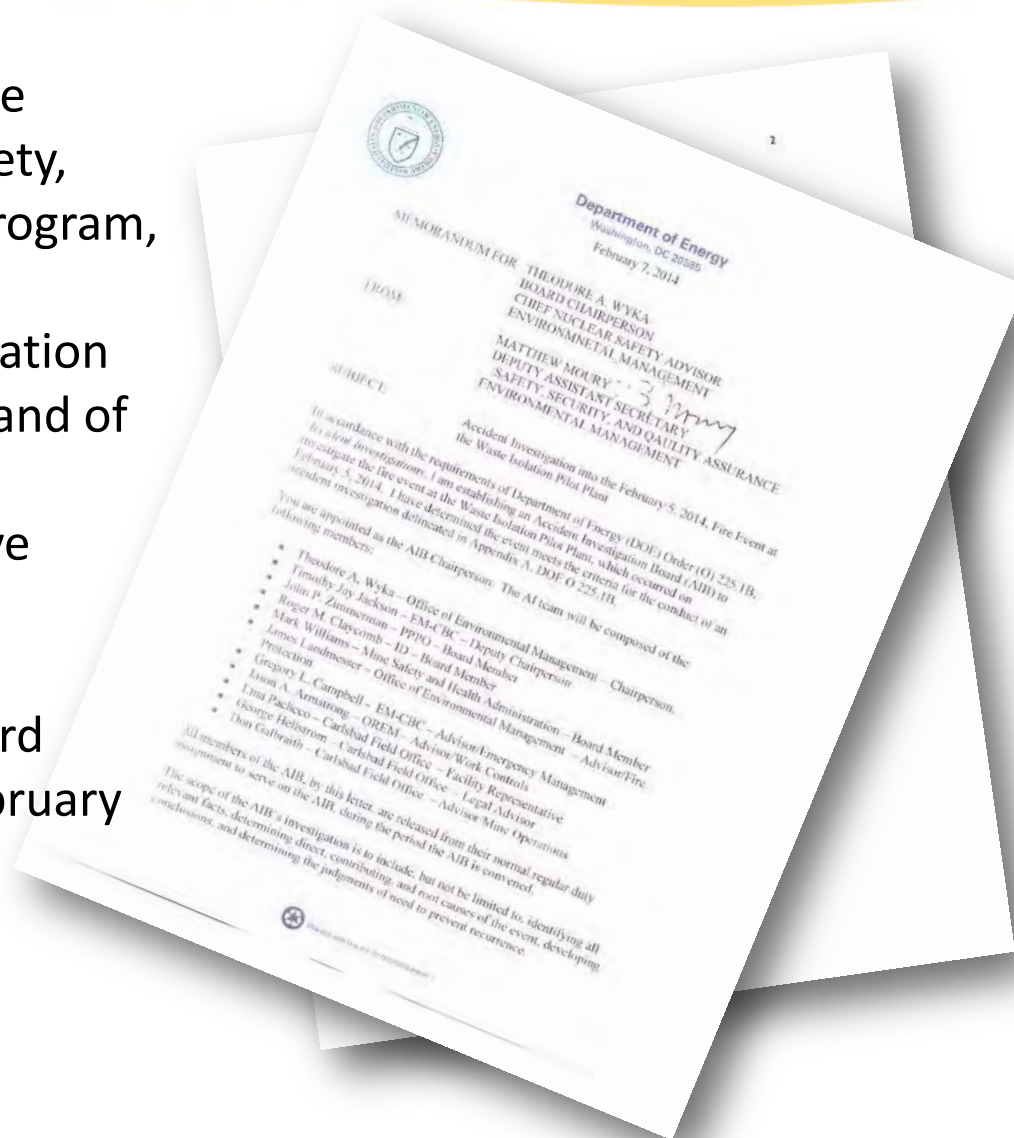 e
ety,
rogram,
ation
and of
ve
rd
bruary
2
Department of Energy
Washington, DC 20585
February 7, 2014
MEMORANDUM FOR THEODORE A. WYKA
BOARD CHAIRPERSON
CHIEF NUCLEAR SAFETY ADVISOR
ENVIRONMNETAL MANAGEMENT
FROM
MATTHEW MOURY
DEPUTY ASSISTANT SECRETARY
SAFETY, SECURITY, AND QAULITY ASSURANCE
ENVIRONMENTAL MANAGEMENT
SUBJECT:
Accident Investigation into the February 5, 2014, Fire Event at
the Waste Isolation Pilot Plant
In accordance with the requirements of Department of Energy (DOE) Order (O) 225.1B,
Accident Investigations, I am establishing an Accident Investigation Board (AIB) to
investigate the fire event at the Waste Isolation Pilot Plant, which occurred on
February 5, 2014. I have determined the event meets the criteria for the conduct of an
accident investigation delineated in Appendix A, DOE O 225.1B.
You are appointed as the AIB Chairperson. The AI team will be composed of the
following members:
• Theodore A. Wyka – Office of Environmental Management – Chairperson.
• Timothy Jay Jackson – EM-CBC – Deputy Chairperson
• John P. Zimmerman – PPPO – Board Member
• Roger M. Claycomb – ID – Board Member
• Mark Williams – Mine Safety and Health Administration – Board Member
• James Landmesser – Office of Environmental Management – Advisor/Fire
Protection
• Gregory L. Campbell – EM-CBC – Advisor/Emergency Management
• A. Armstrong – OREM – Advisor/Work Controls
• Lina Pacheco – Carlsbad Field Office – Facility Representative
• George Hellstrom – Carlsbad Field Office – Legal Advisor
• Don Galbraith – Carlsbad Field Office – Advisor/Mine Operations
All members of the AIB, by this letter, are released from their normal regular duty
assignment to serve on the AIB, during the period the AIB is convened.
The scope of the AIB's investigation is to include, but not be limited to, identifying all
relevant facts, determining direct, contributing, and root causes of the event, developing
conclusions, and determining the judgments of need to prevent recurrence.